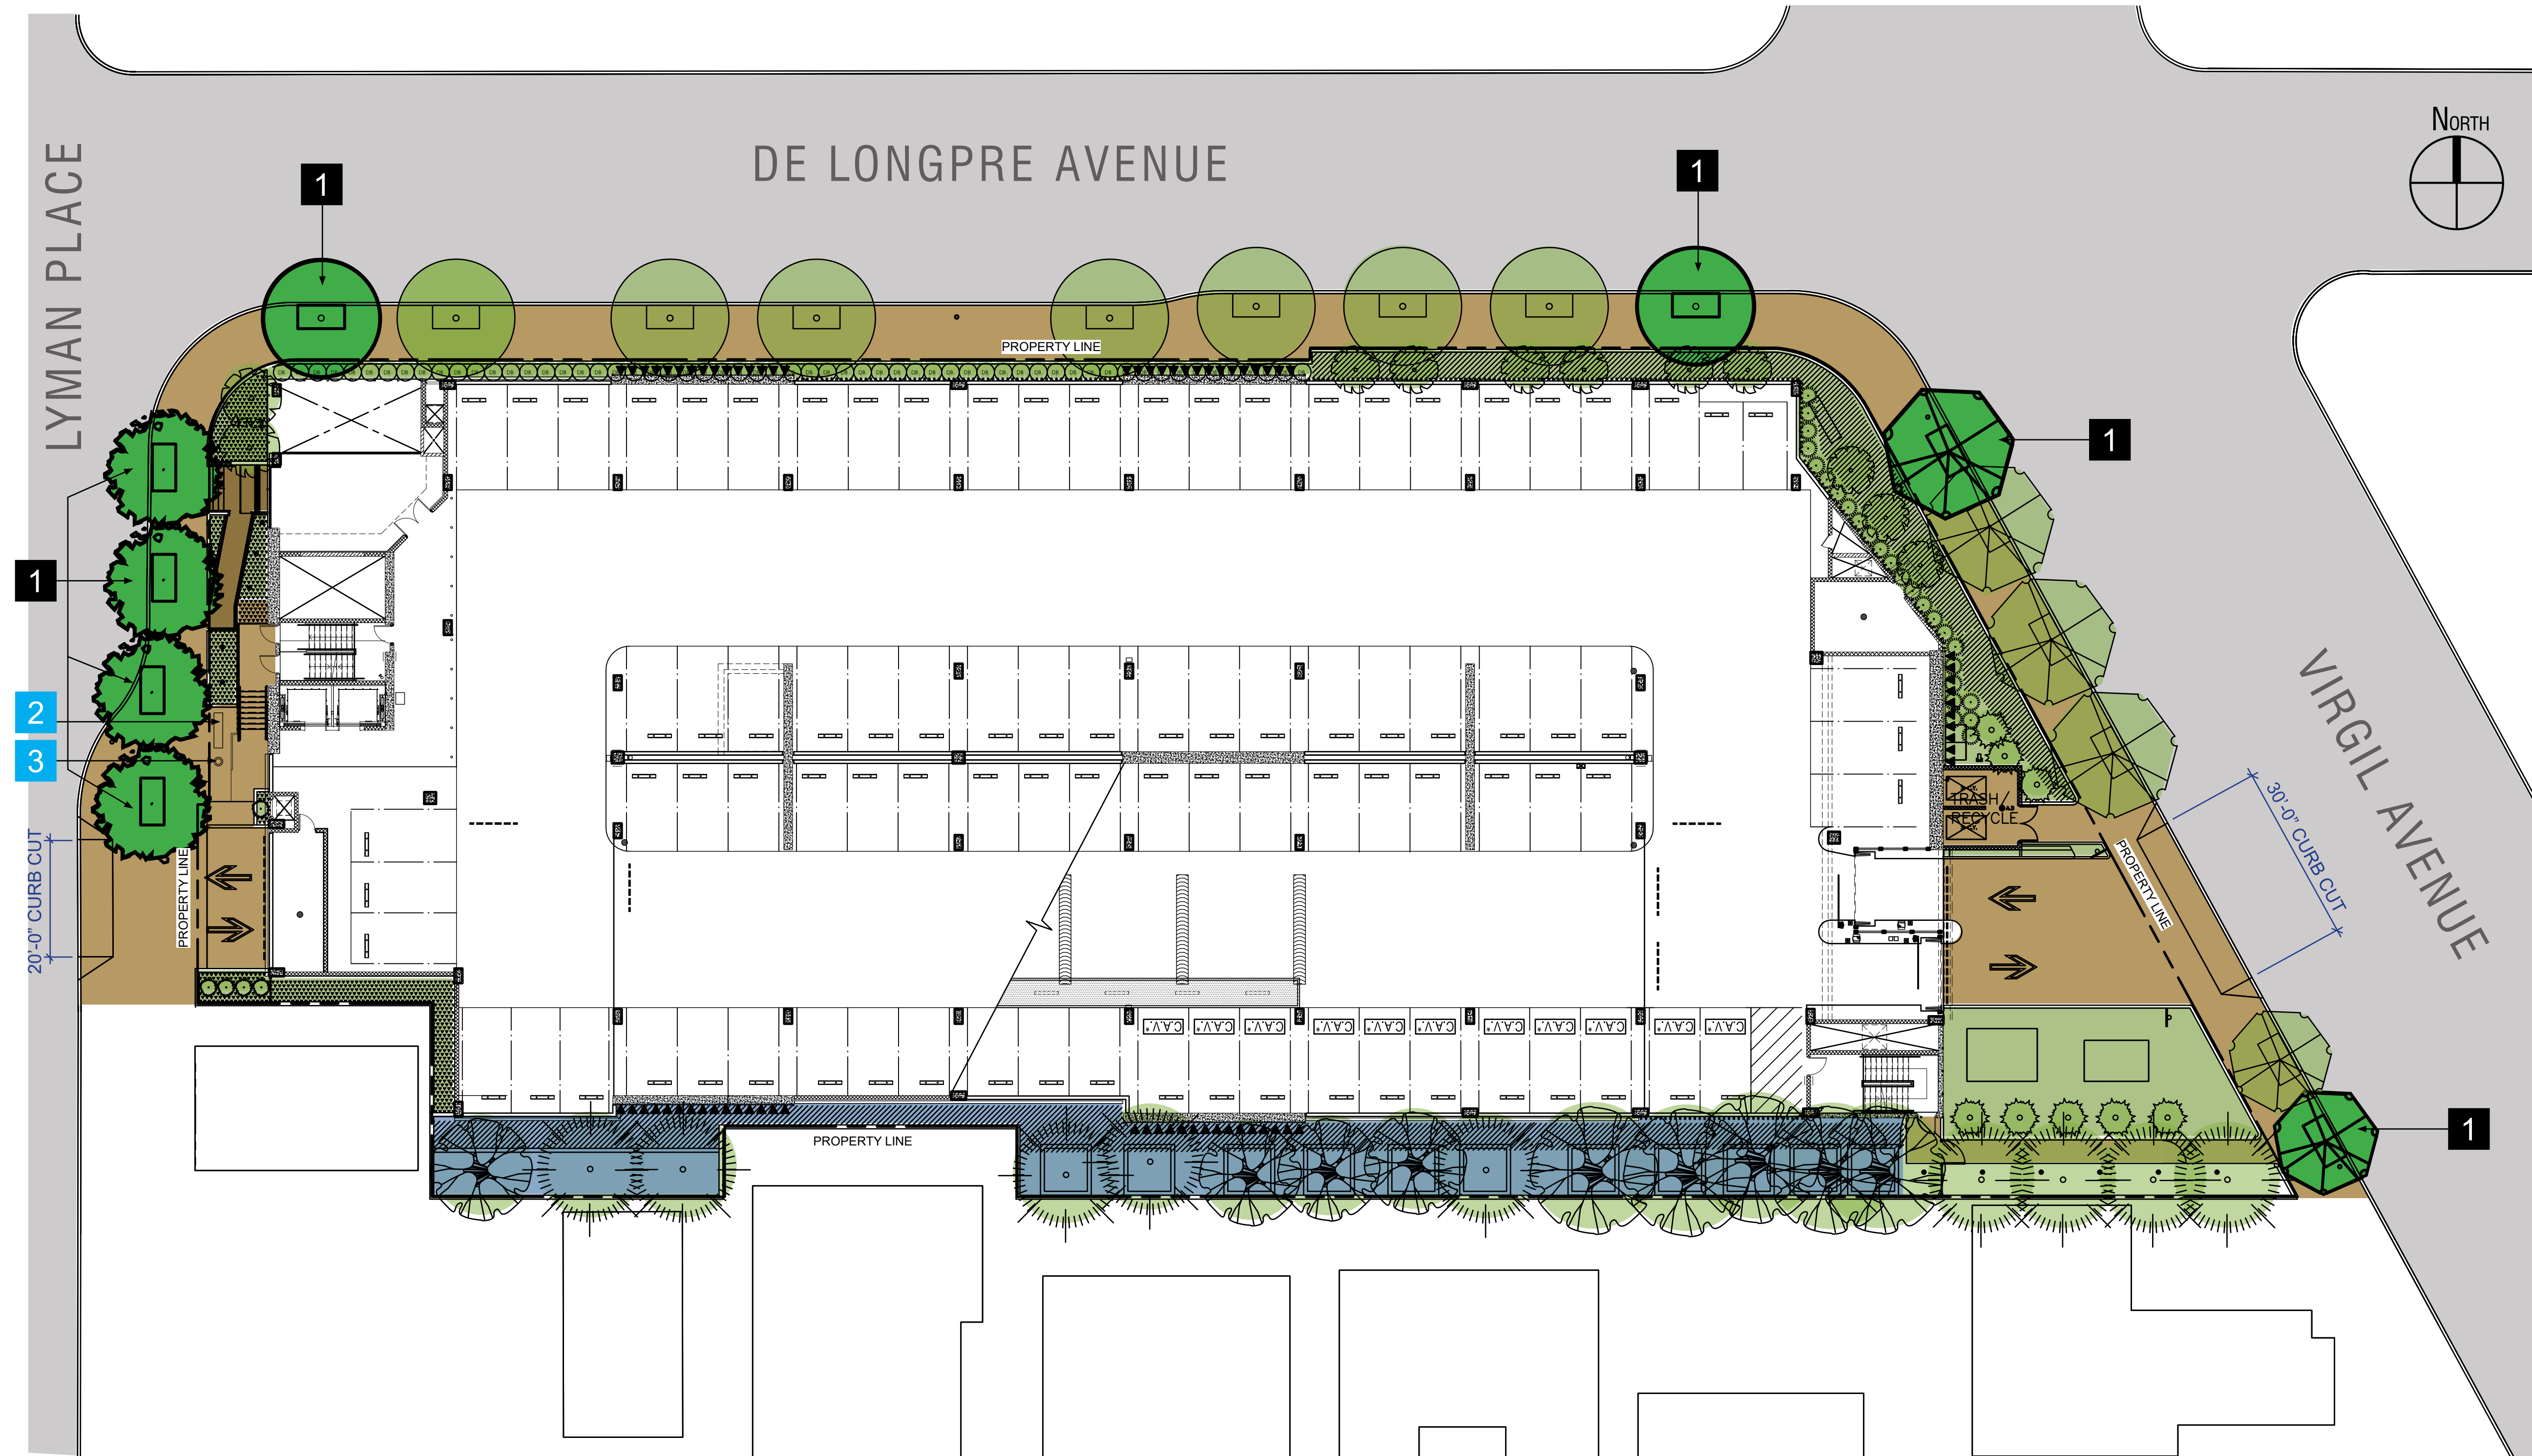 NORTH
DE LONGPRE AVENUE
LYMAN PLACE
1
1
1
PROPERTY LINE
1
2
3
VIRGIL AVENUE
TRASH/
RECYCLE
30'-0" CURB CUT
20'-0" CURB CUT
PROPERTY LINE
PROPERTY LINE
C.A.V.*
C.A.V.*
C.A.V.*
C.A.V.*
C.A.V.*
C.A.V.*
C.A.V.*
C.A.V.*
C.A.V.*
C.A.V.*
C.A.V.*
PROPERTY LINE
1